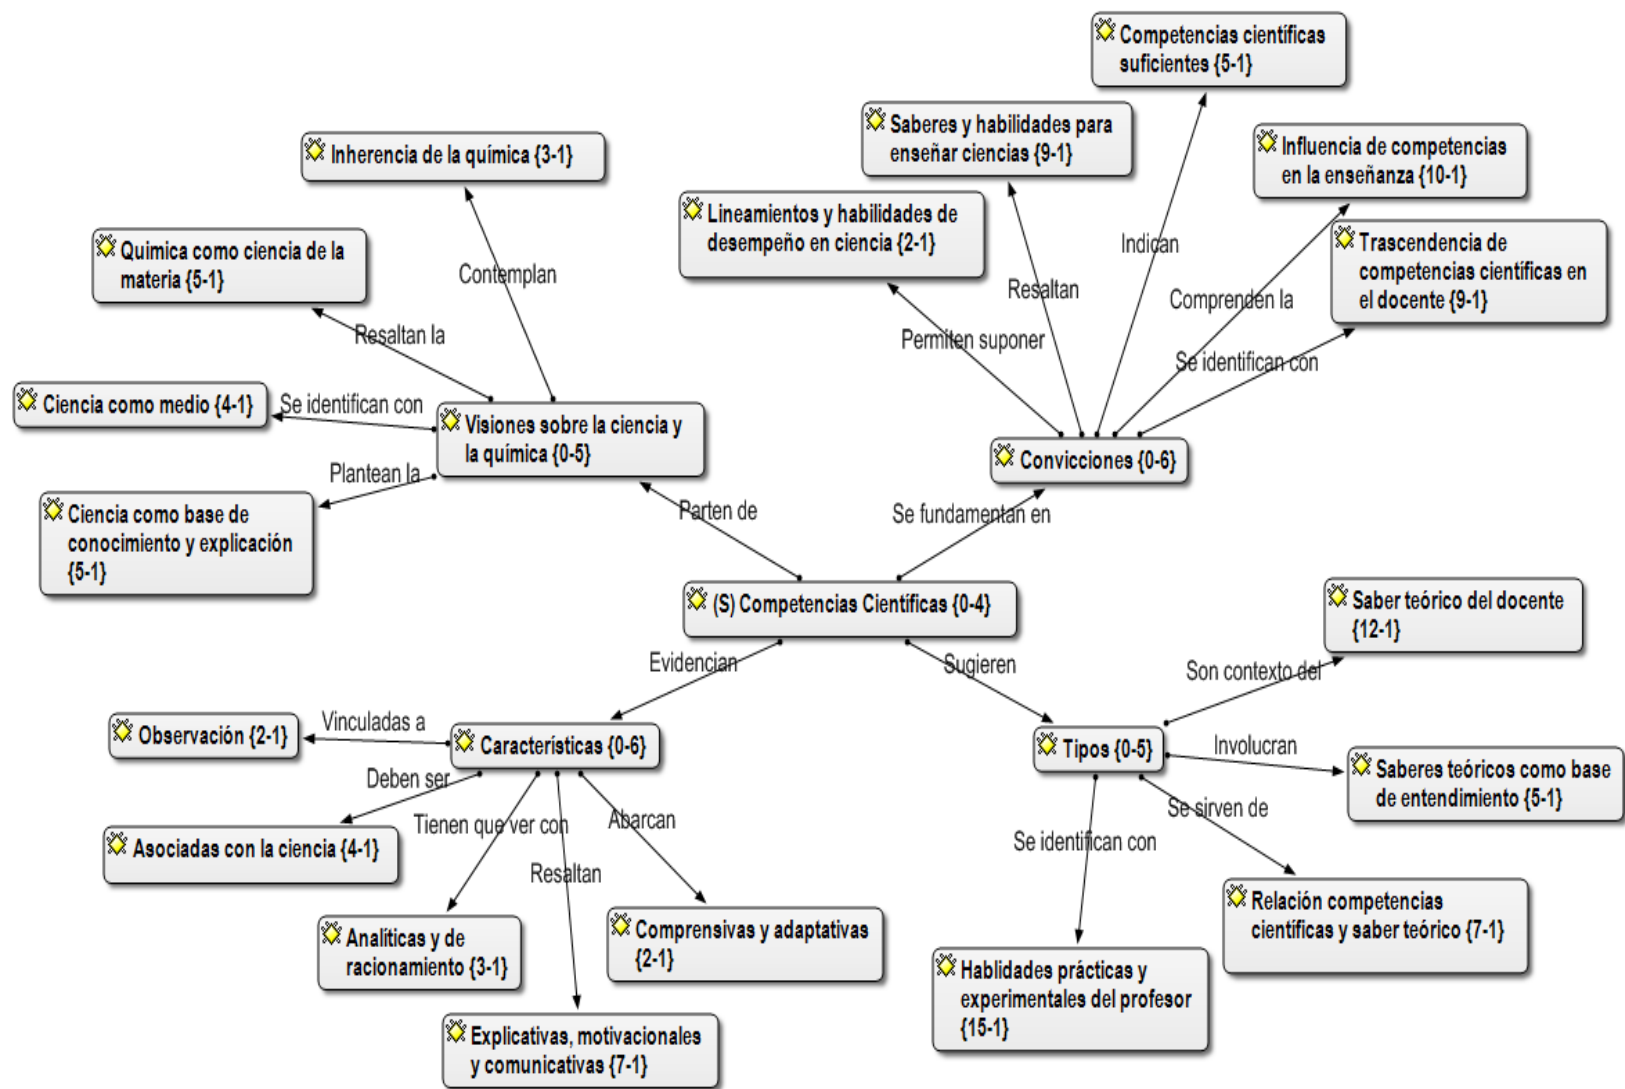 Competencias científicas
suficientes {5-1}
Saberes y habilidades para
enseñar ciencias {9-1}
Influencia de competencias
en la enseñanza {10-1}
Inherencia de la química {3-1}
Lineamientos y habilidades de
desempeño en ciencia {2-1}
Trascendencia de
competencias científicas en
el docente {9-1}
Quimica como ciencia de la
materia {5-1}
Contemplan
Indican
Resaltan
Comprenden la
Resaltan la
Permiten suponer
Se identifican con
Ciencia como medio {4-1}
Se identifican con
Visiones sobre la ciencia y
la química {0-5}
Convicciones {0-6}
Plantean la
Ciencia como base de
conocimiento y explicación
{5-1}
Parten de
Se fundamentan en
(S) Competencias Científicas {0-4}
Saber teórico del docente
{12-1}
Evidencian
Sugieren
Son contexto del
Vinculadas a
Observación {2-1}
Características {0-6}
Tipos {0-5}
Involucran
Saberes teóricos como base
de entendimiento {5-1}
Deben ser
Tienen que ver con
Abarcan
Se sirven de
Se identifican con
Asociadas con la ciencia {4-1}
Resaltan
Analíticas y de
racionamiento {3-1}
Comprensivas y adaptativas
{2-1}
Relación competencias
científicas y saber teórico {7-1}
Hablidades prácticas y
experimentales del profesor
{15-1}
Explicativas, motivacionales
y comunicativas {7-1}